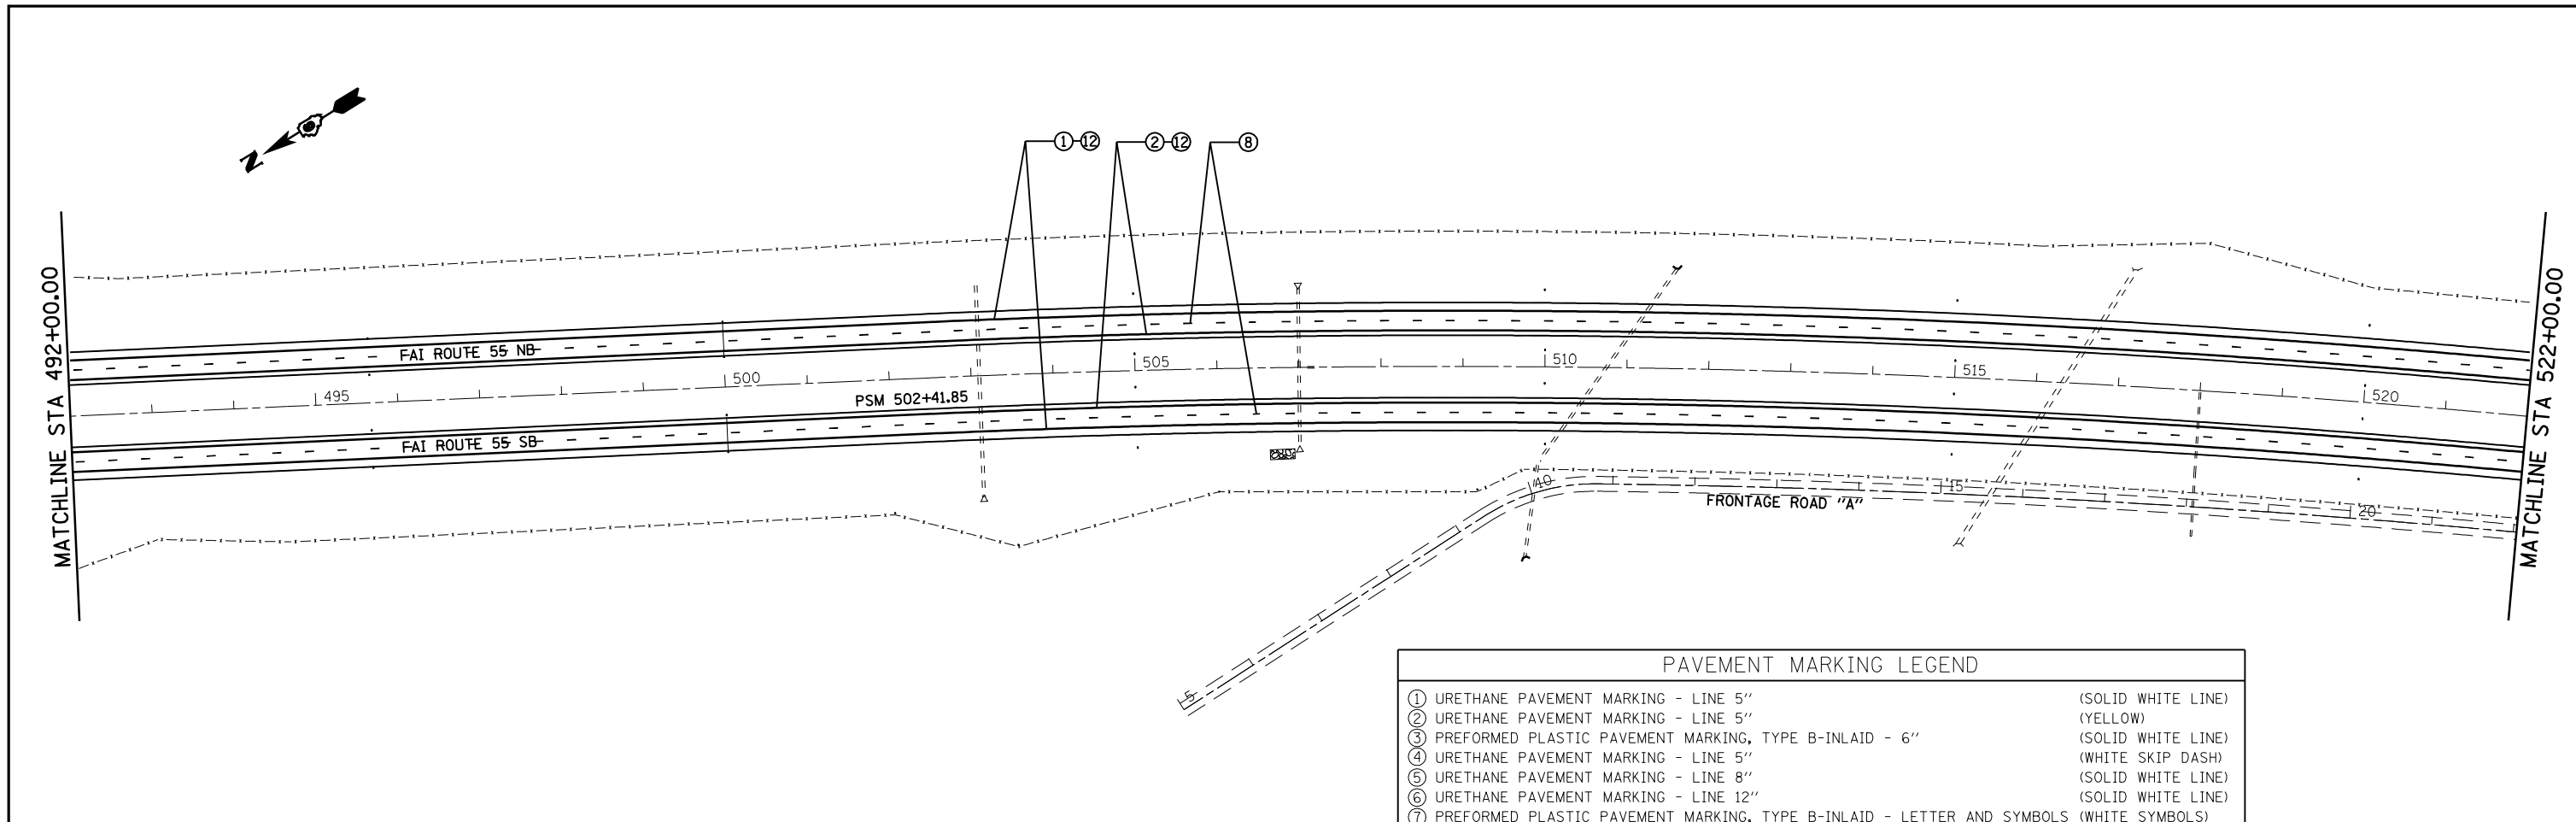 N
① ⑫
② ⑫
⑧
MATCHLINE STA 492+00.00
MATCHLINE STA 522+00.00
FAI ROUTE 55 NB
495
500
505
510
515
520
PSM 502+41.85
FAI ROUTE 55 SB
5
10
15
20
FRONTAGE ROAD "A"
PAVEMENT MARKING LEGEND
① URETHANE PAVEMENT MARKING - LINE 5" (SOLID WHITE LINE)
② URETHANE PAVEMENT MARKING - LINE 5" (YELLOW)
③ PREFORMED PLASTIC PAVEMENT MARKING, TYPE B-INLAID - 6" (SOLID WHITE LINE)
④ URETHANE PAVEMENT MARKING - LINE 5" (WHITE SKIP DASH)
⑤ URETHANE PAVEMENT MARKING - LINE 8" (SOLID WHITE LINE)
⑥ URETHANE PAVEMENT MARKING - LINE 12" (SOLID WHITE LINE)
⑦ PREFORMED PLASTIC PAVEMENT MARKING, TYPE B-INLAID - LETTER AND SYMBOLS (WHITE SYMBOLS)